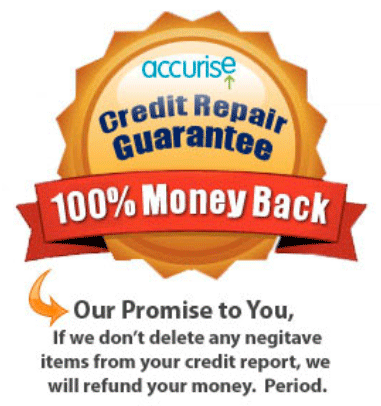 accurise
Credit Repair
Guarantee
100% Money Back
Our Promise to You,
If we don't delete any negitave
items from your credit report, we
will refund your money. Period.